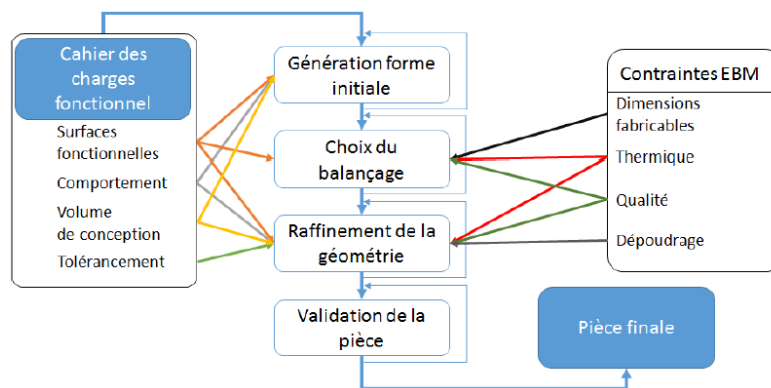 Cahier des
charges
fonctionnel
Surfaces
fonctionnelles
Comportement
Volume
de conception
Tolérancement
Génération forme
initiale
Choix du
balançage
Raffinement de la
géométrie
Validation de la
pièce
Contraintes EBM
Dimensions
fabricables
Thermique
Qualité
Dépoudrage
Pièce finale